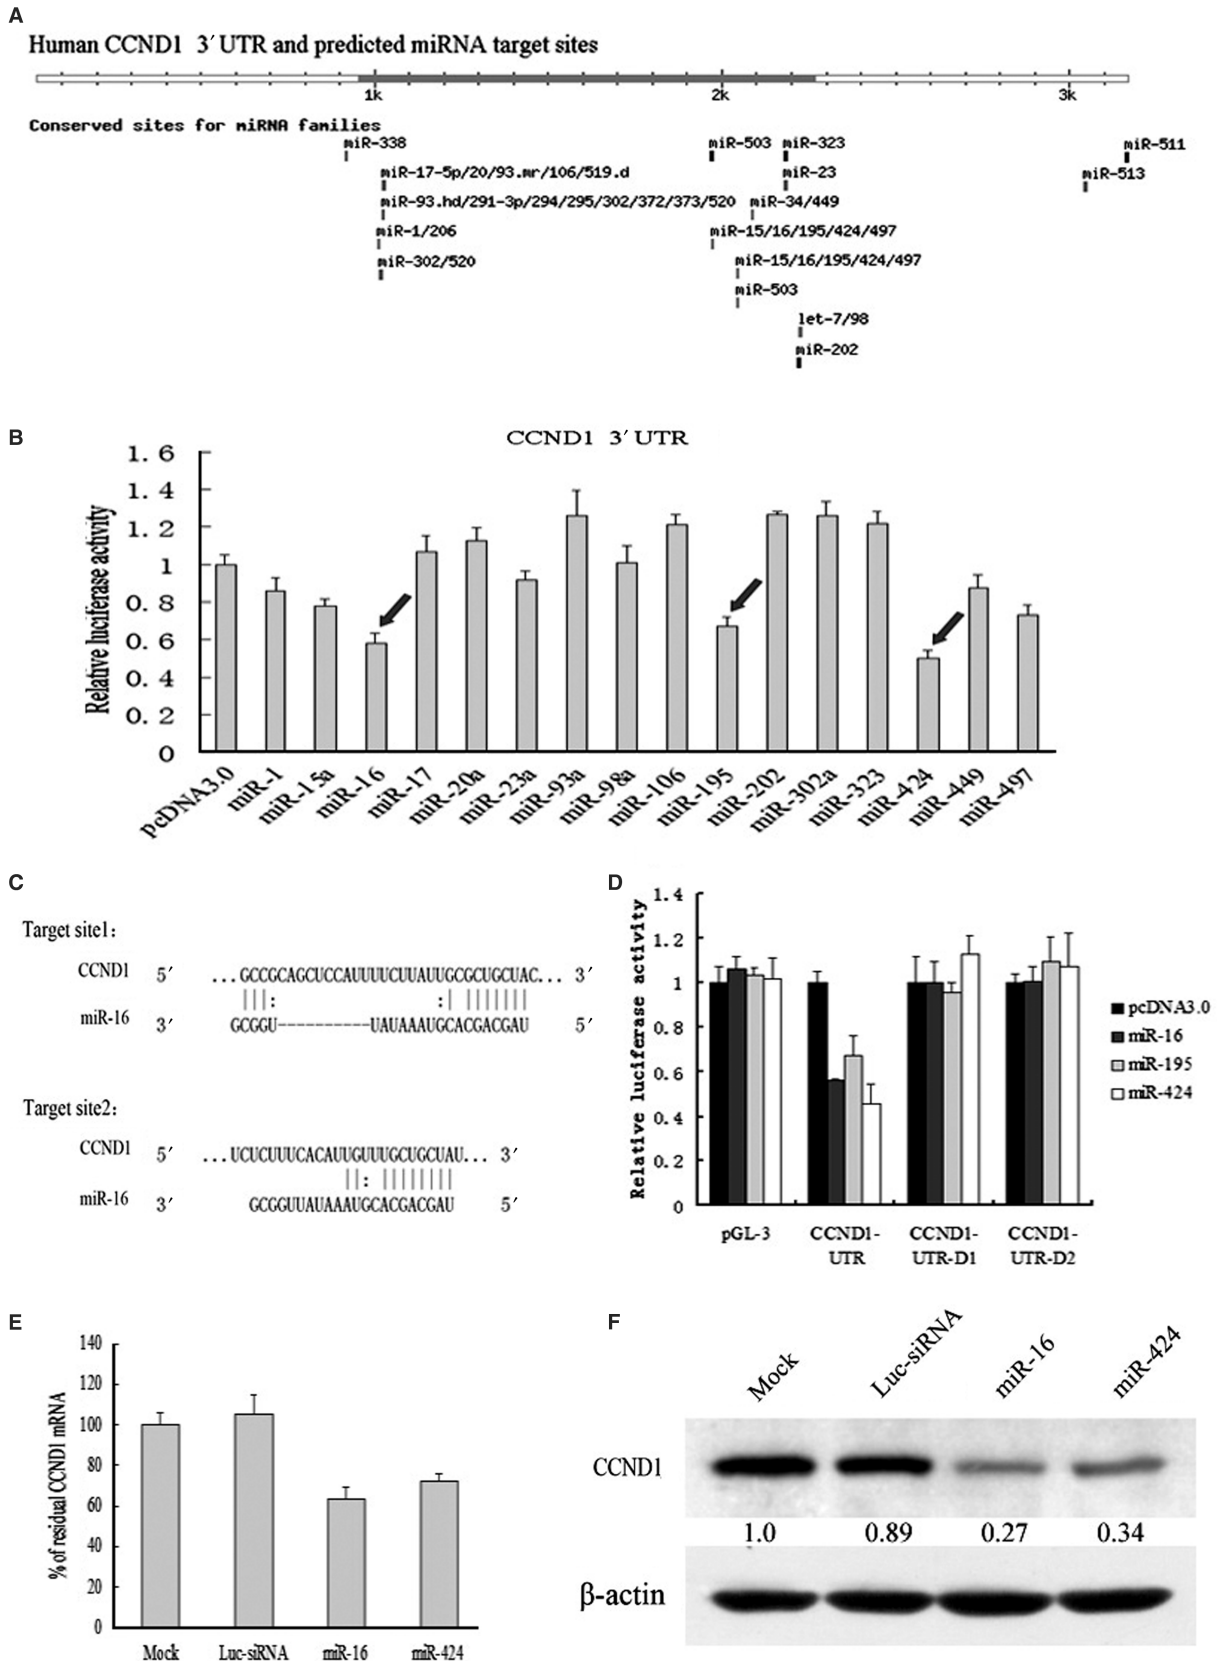 A
Human CCND1 3′ UTR and predicted miRNA target sites
1k 2k 3k
Conserved sites for miRNA families
miR-338 miR-503 miR-323 miR-511
miR-17-5p/20/93.mr/106/519.d miR-23 miR-513
miR-93.hd/291-3p/294/295/302/372/373/520 miR-34/449
miR-1/206 miR-15/16/195/424/497
miR-302/520 miR-15/16/195/424/497
miR-503
let-7/98
miR-202
B
CCND1 3′ UTR
Relative luciferase activity
1.6
1.4
1.2
1
0.8
0.6
0.4
0.2
0
pcDNA3.0 miR-1 miR-15a miR-16 miR-17 miR-20a miR-23a miR-93a miR-98a miR-106 miR-195 miR-202 miR-302a miR-323 miR-424 miR-449 miR-497
C
Target site1:
CCND1 5′ ...GCCGCAGCUCCAUUUUCUUAUUGCGCUGCUAC... 3′
|||: :| |||||||
miR-16 3′ GCGGU----------UAUAAAUGCACGACGAU 5′
Target site2:
CCND1 5′ ...UCUCUUUCACAUUGUUUGCUGCUAU... 3′
||: ||||||||
miR-16 3′ GCGGUUAUAAAUGCACGACGAU 5′
D
Relative luciferase activity
1.4
1.2
1
0.8
0.6
0.4
0.2
0
pGL-3 CCND1-UTR CCND1-UTR-D1 CCND1-UTR-D2
pcDNA3.0
miR-16
miR-195
miR-424
E
% of residual CCND1 mRNA
140
120
100
80
60
40
20
0
Mock Luc-siRNA miR-16 miR-424
F
Mock Luc-siRNA miR-16 miR-424
CCND1
1.0 0.89 0.27 0.34
β-actin